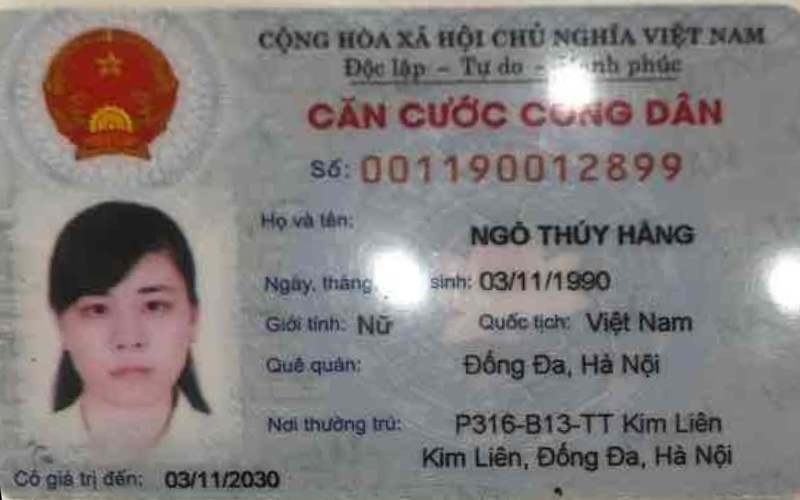 CỘNG HÒA XÃ HỘI CHỦ NGHĨA VIỆT NAM
Độc lập - Tự do - Hạnh phúc
CĂN CƯỚC CÔNG DÂN
Số: 001190012899
Họ và tên: NGÔ THÚY HẰNG
Ngày, tháng, sinh: 03/11/1990
Giới tính: Nữ Quốc tịch: Việt Nam
Quê quán: Đống Đa, Hà Nội
Nơi thường trú: P316-B13-TT Kim Liên
Kim Liên, Đống Đa, Hà Nội
Có giá trị đến: 03/11/2030